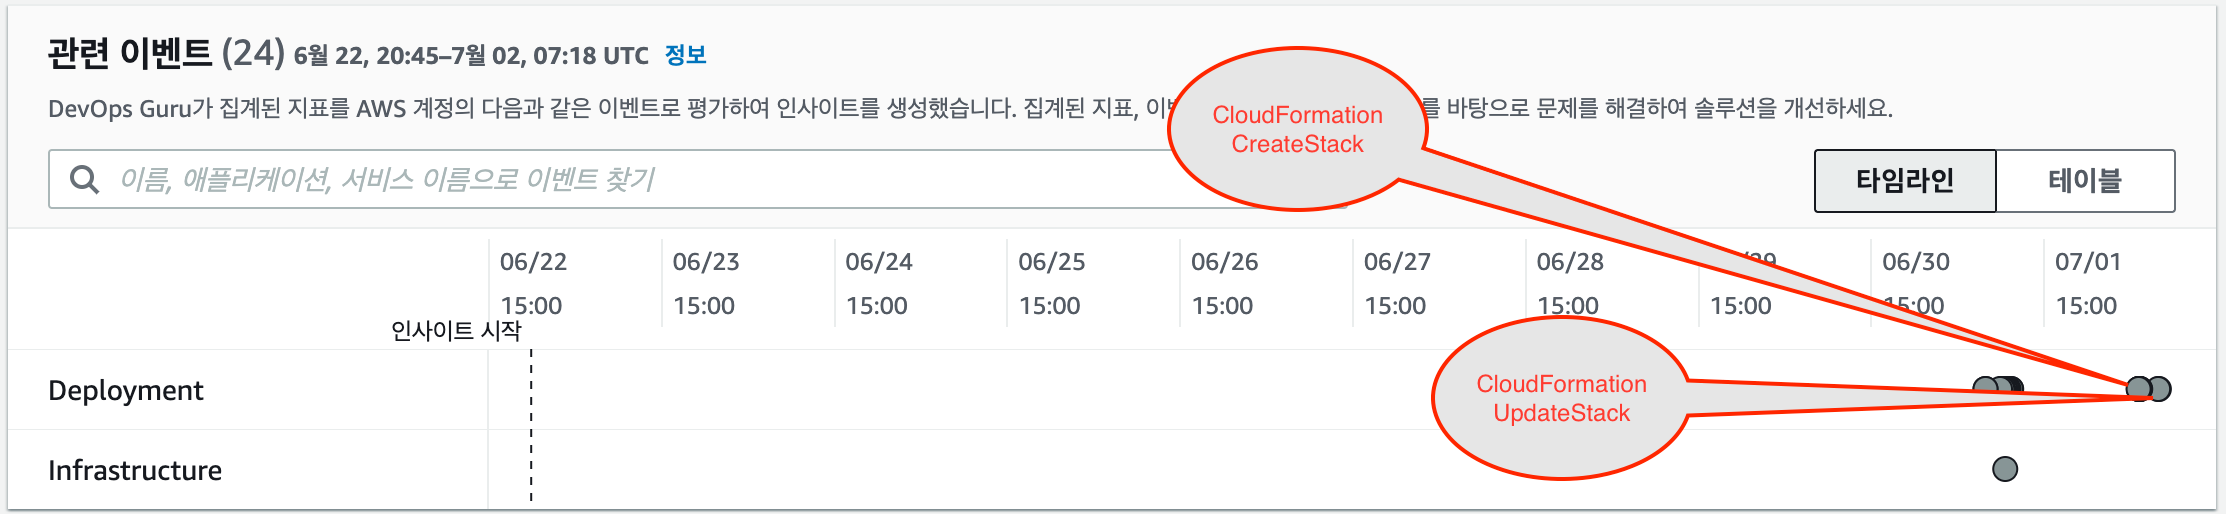 관련 이벤트 (24) 6월 22, 20:45–7월 02, 07:18 UTC 정보
DevOps Guru가 집계된 지표를 AWS 계정의 다음과 같은 이벤트로 평가하여 인사이트를 생성했습니다. 집계된 지표, 를 바탕으로 문제를 해결하여 솔루션을 개선하세요.
CloudFormation
CreateStack
이름, 애플리케이션, 서비스 이름으로 이벤트 찾기
타임라인 테이블
06/22 06/23 06/24 06/25 06/26 06/27 06/28 06/30 07/01
15:00 15:00 15:00 15:00 15:00 15:00 15:00 15:00 15:00 15:00
인사이트 시작
Deployment
CloudFormation
UpdateStack
Infrastructure